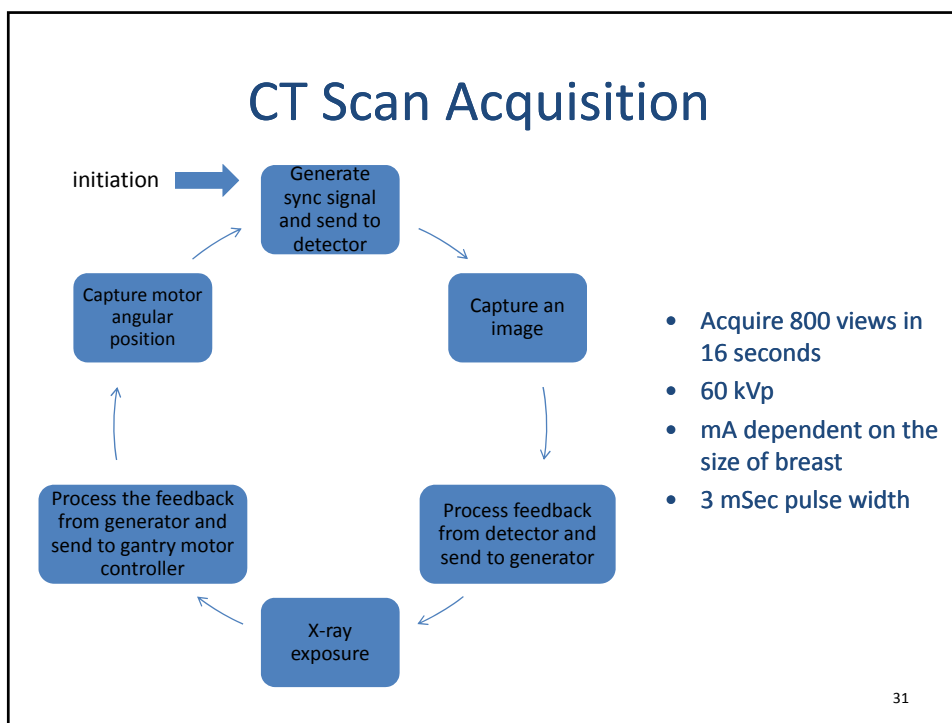 CT Scan Acquisition
initiation
Generate
sync signal
and send to
detector
Capture an
image
Process feedback
from detector and
send to generator
X-ray
exposure
Process the feedback
from generator and
send to gantry motor
controller
Capture motor
angular
position
• Acquire 800 views in
16 seconds
• 60 kVp
• mA dependent on the
size of breast
• 3 mSec pulse width
31